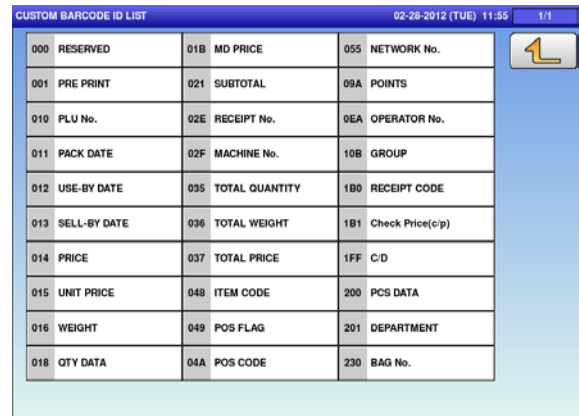 CUSTOM BARCODE ID LIST 02-28-2012 (TUE) 11:55 1/1
000 RESERVED 01B MD PRICE 055 NETWORK No.
001 PRE PRINT 021 SUBTOTAL 09A POINTS
010 PLU No. 02E RECEIPT No. 0EA OPERATOR No.
011 PACK DATE 02F MACHINE No. 10B GROUP
012 USE-BY DATE 035 TOTAL QUANTITY 1B0 RECEIPT CODE
013 SELL-BY DATE 036 TOTAL WEIGHT 1B1 Check Price(c/p)
014 PRICE 037 TOTAL PRICE 1FF C/D
015 UNIT PRICE 048 ITEM CODE 200 PCS DATA
016 WEIGHT 049 POS FLAG 201 DEPARTMENT
018 QTY DATA 04A POS CODE 230 BAG No.